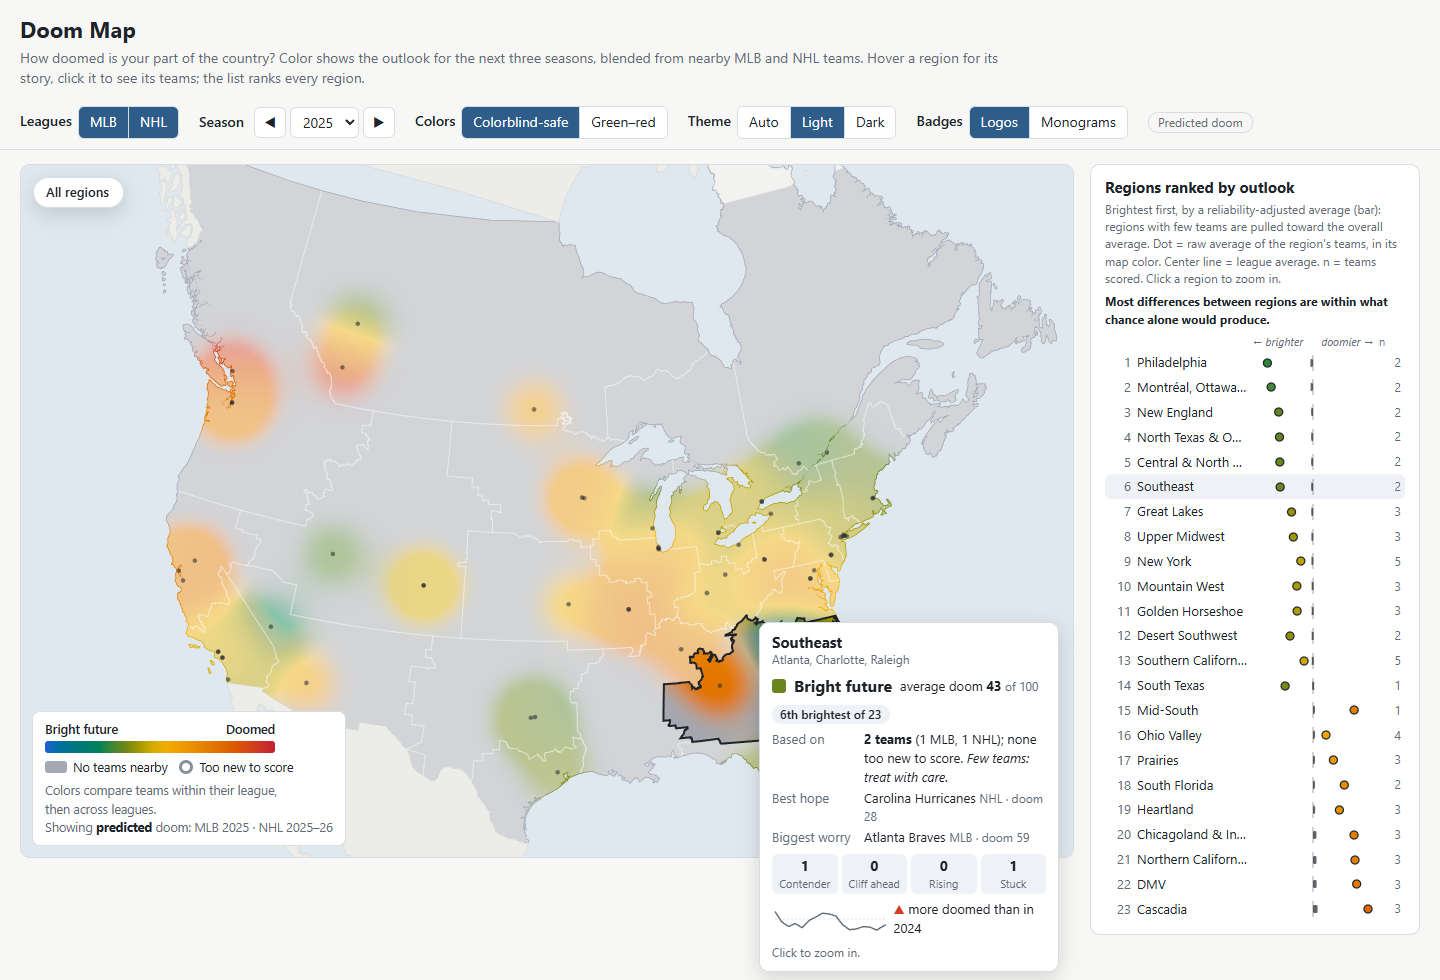 Doom Map
How doomed is your part of the country? Color shows the outlook for the next three seasons, blended from nearby MLB and NHL teams. Hover a region for its
story, click it to see its teams; the list ranks every region.
Leagues MLB NHL Season ◀ 2025 ▶ Colors Colorblind-safe Green–red Theme Auto Light Dark Badges Logos Monograms Predicted doom
All regions
Bright future Doomed
No teams nearby Too new to score
Colors compare teams within their league,
then across leagues.
Showing predicted doom: MLB 2025 · NHL 2025–26
Southeast
Atlanta, Charlotte, Raleigh
Bright future average doom 43 of 100
6th brightest of 23
Based on 2 teams (1 MLB, 1 NHL); none
too new to score. Few teams:
treat with care.
Best hope Carolina Hurricanes NHL · doom
28
Biggest worry Atlanta Braves MLB · doom 59
1 0 0 1
Contender Cliff ahead Rising Stuck
▲ more doomed than in
2024
Click to zoom in.
Regions ranked by outlook
Brightest first, by a reliability-adjusted average (bar):
regions with few teams are pulled toward the overall
average. Dot = raw average of the region's teams, in its
map color. Center line = league average. n = teams
scored. Click a region to zoom in.
Most differences between regions are within what
chance alone would produce.
← brighter doomier → n
1 Philadelphia 2
2 Montréal, Ottawa... 2
3 New England 2
4 North Texas & O... 2
5 Central & North ... 2
6 Southeast 2
7 Great Lakes 3
8 Upper Midwest 3
9 New York 5
10 Mountain West 3
11 Golden Horseshoe 3
12 Desert Southwest 2
13 Southern Californ... 5
14 South Texas 1
15 Mid-South 1
16 Ohio Valley 4
17 Prairies 3
18 South Florida 2
19 Heartland 3
20 Chicagoland & In... 3
21 Northern Californ... 3
22 DMV 3
23 Cascadia 3